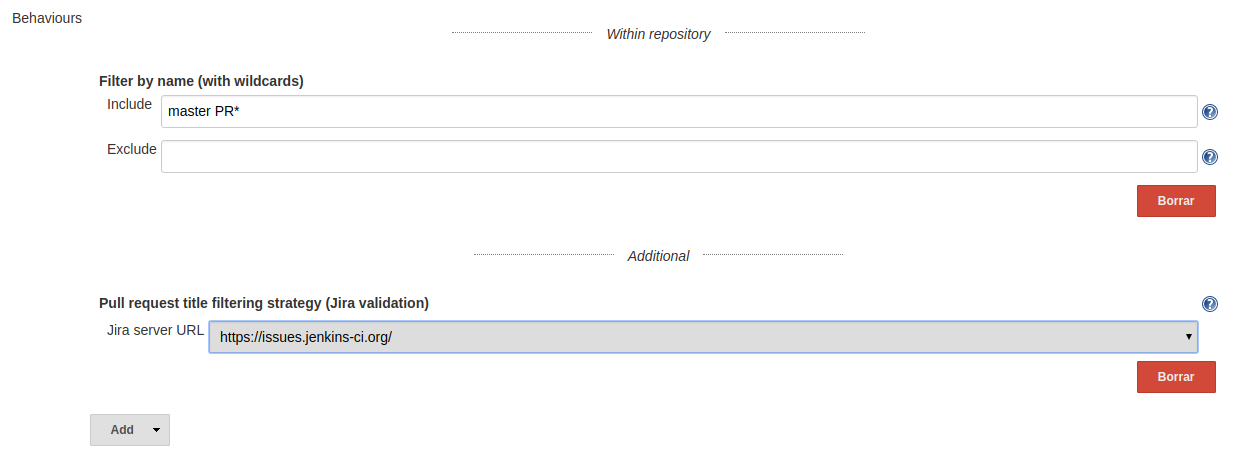 Behaviours
Within repository
Filter by name (with wildcards)
Include master PR*
Exclude
Borrar
Additional
Pull request title filtering strategy (Jira validation)
Jira server URL https://issues.jenkins-ci.org/
Borrar
Add